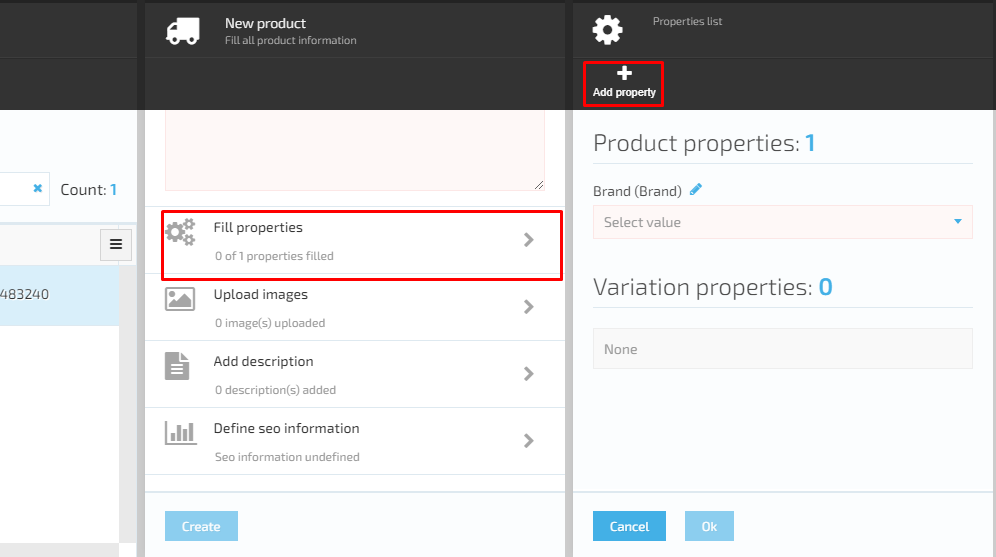 Count: 1
483240
New product
Fill all product information
Fill properties
0 of 1 properties filled
Upload images
0 image(s) uploaded
Add description
0 description(s) added
Define seo information
Seo information undefined
Create
Properties list
Add property
Product properties: 1
Brand (Brand)
Select value
Variation properties: 0
None
Cancel
Ok